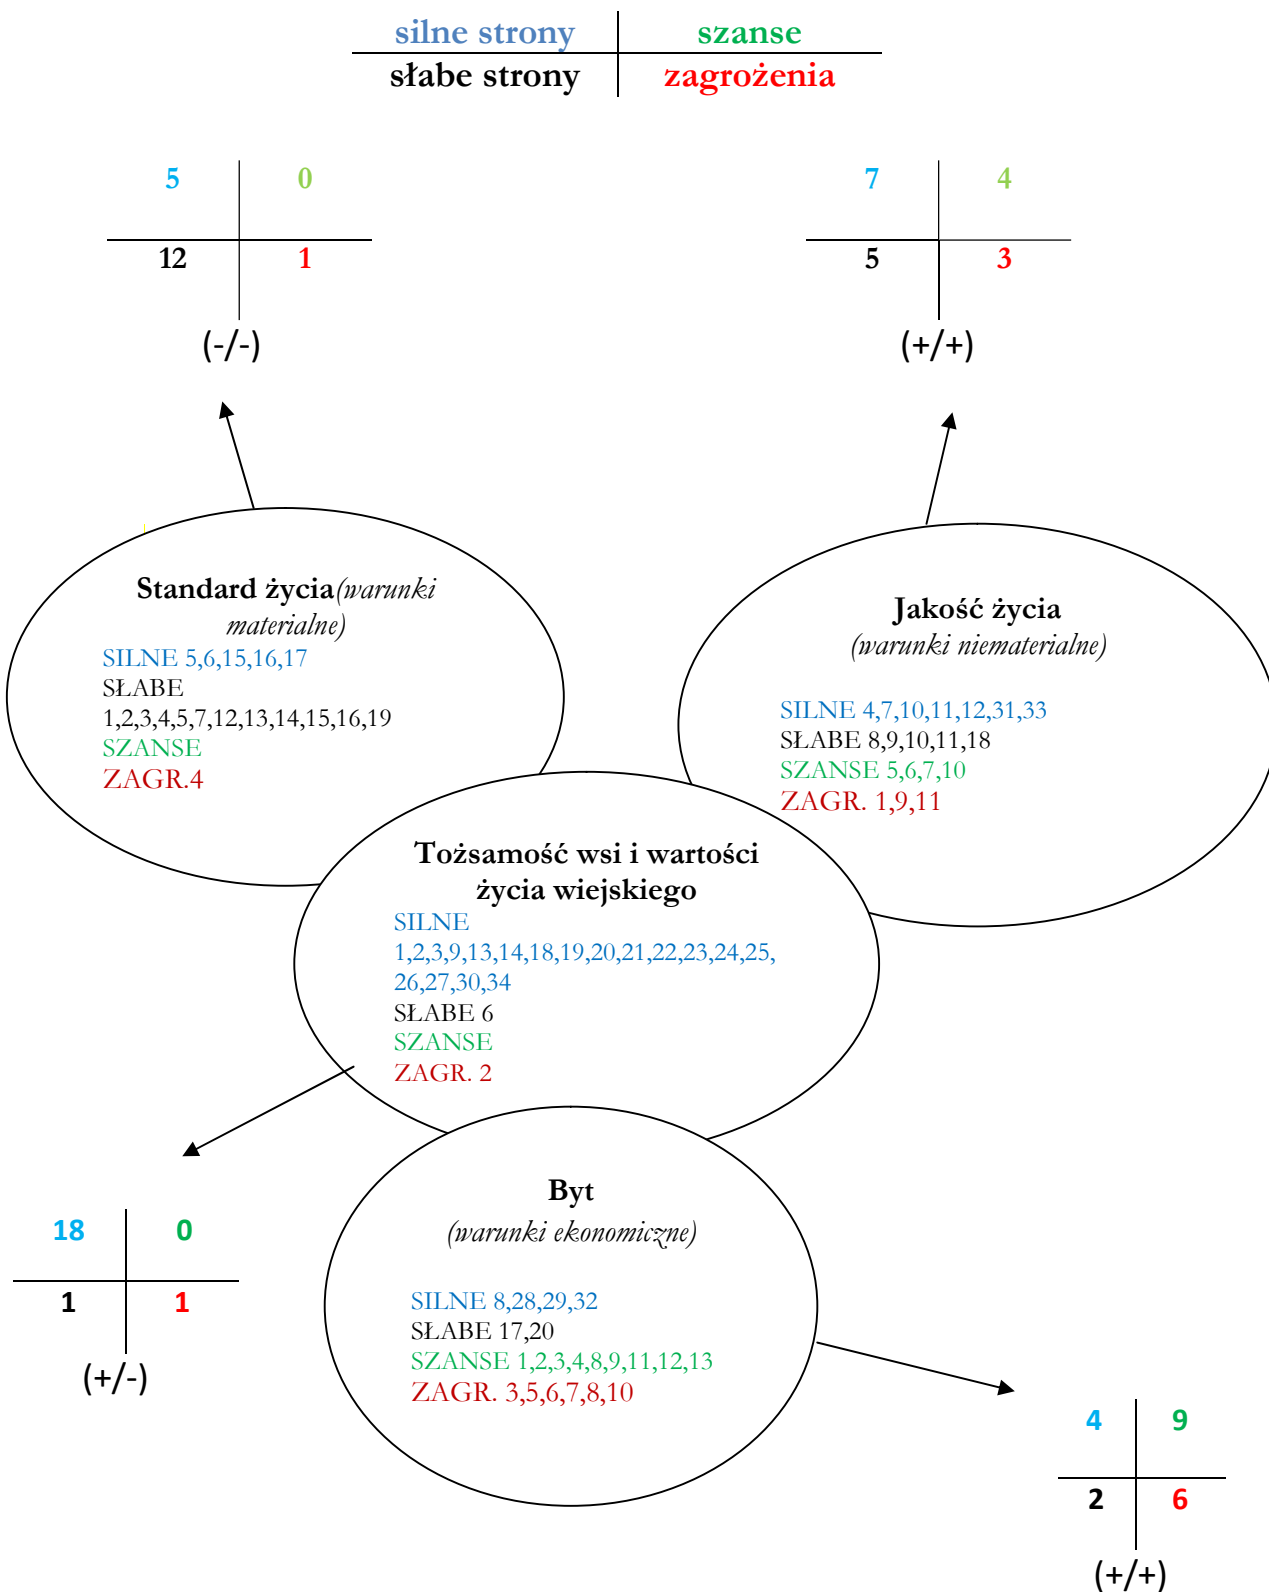 silne strony szanse
słabe strony zagrożenia
5 0
12 1
(-/-)
7 4
5 3
(+/+)
Standard życia(warunki
materialne)
SILNE 5,6,15,16,17
SŁABE
1,2,3,4,5,7,12,13,14,15,16,19
SZANSE
ZAGR.4
Jakość życia
(warunki niematerialne)
SILNE 4,7,10,11,12,31,33
SŁABE 8,9,10,11,18
SZANSE 5,6,7,10
ZAGR. 1,9,11
Tożsamość wsi i wartości
życia wiejskiego
SILNE
1,2,3,9,13,14,18,19,20,21,22,23,24,25,
26,27,30,34
SŁABE 6
SZANSE
ZAGR. 2
18 0
1 1
(+/-)
Byt
(warunki ekonomiczne)
SILNE 8,28,29,32
SŁABE 17,20
SZANSE 1,2,3,4,8,9,11,12,13
ZAGR. 3,5,6,7,8,10
4 9
2 6
(+/+)